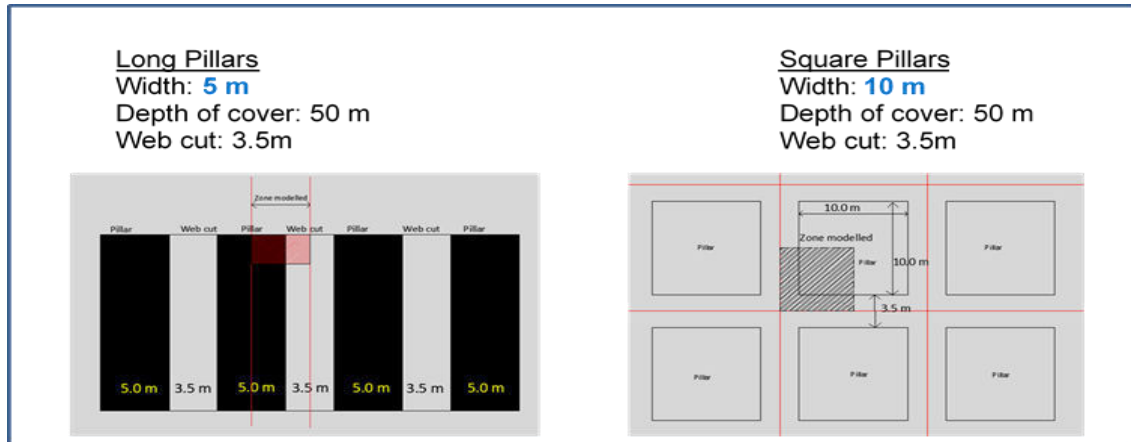 Long Pillars
Width: 5 m
Depth of cover: 50 m
Web cut: 3.5m
Zone modelled
Pillar
Web cut
Pillar
Web cut
Pillar
Web cut
Pillar
5.0 m
3.5 m
5.0 m
3.5 m
5.0 m
3.5 m
5.0 m
Square Pillars
Width: 10 m
Depth of cover: 50 m
Web cut: 3.5m
10.0 m
Zone modelled
Pillar
Pillar
10.0 m
Pillar
3.5 m
Pillar
Pillar
Pillar